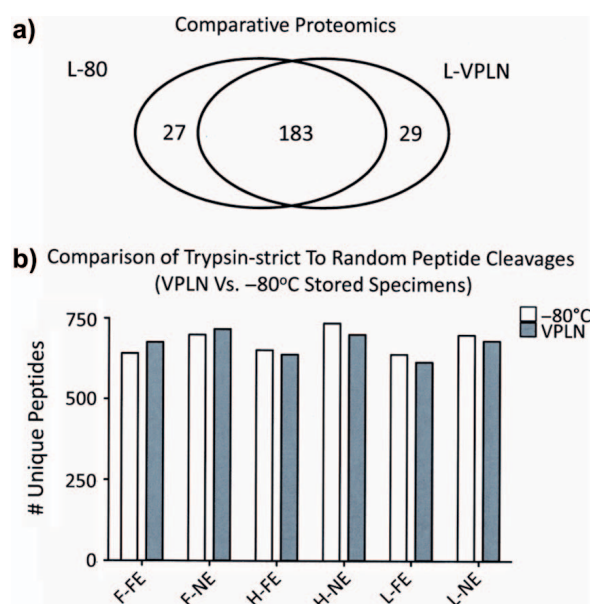 a)
Comparative Proteomics
L-80
L-VPLN
27
183
29
b) Comparison of Trypsin-strict To Random Peptide Cleavages
(VPLN Vs. –80°C Stored Specimens)
–80°C
VPLN
# Unique Peptides
750
500
250
0
F-FE
F-NE
H-FE
H-NE
L-FE
L-NE